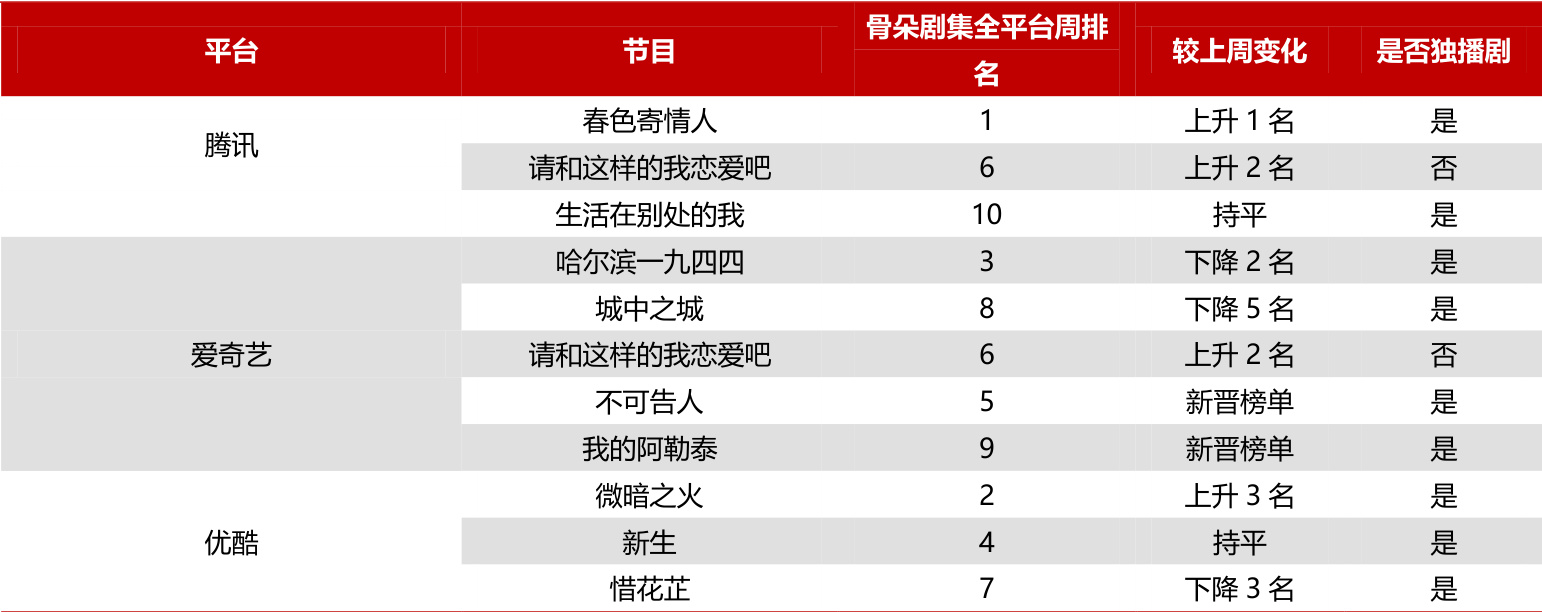 平台 节目 骨朵剧集全平台周排名 较上周变化 是否独播剧
腾讯 春色寄情人 1 上升 1 名 是
请和这样的我恋爱吧 6 上升 2 名 否
生活在别处的我 10 持平 是
爱奇艺 哈尔滨一九四四 3 下降 2 名 是
城中之城 8 下降 5 名 是
请和这样的我恋爱吧 6 上升 2 名 否
不可告人 5 新晋榜单 是
我的阿勒泰 9 新晋榜单 是
优酷 微暗之火 2 上升 3 名 是
新生 4 持平 是
惜花芷 7 下降 3 名 是